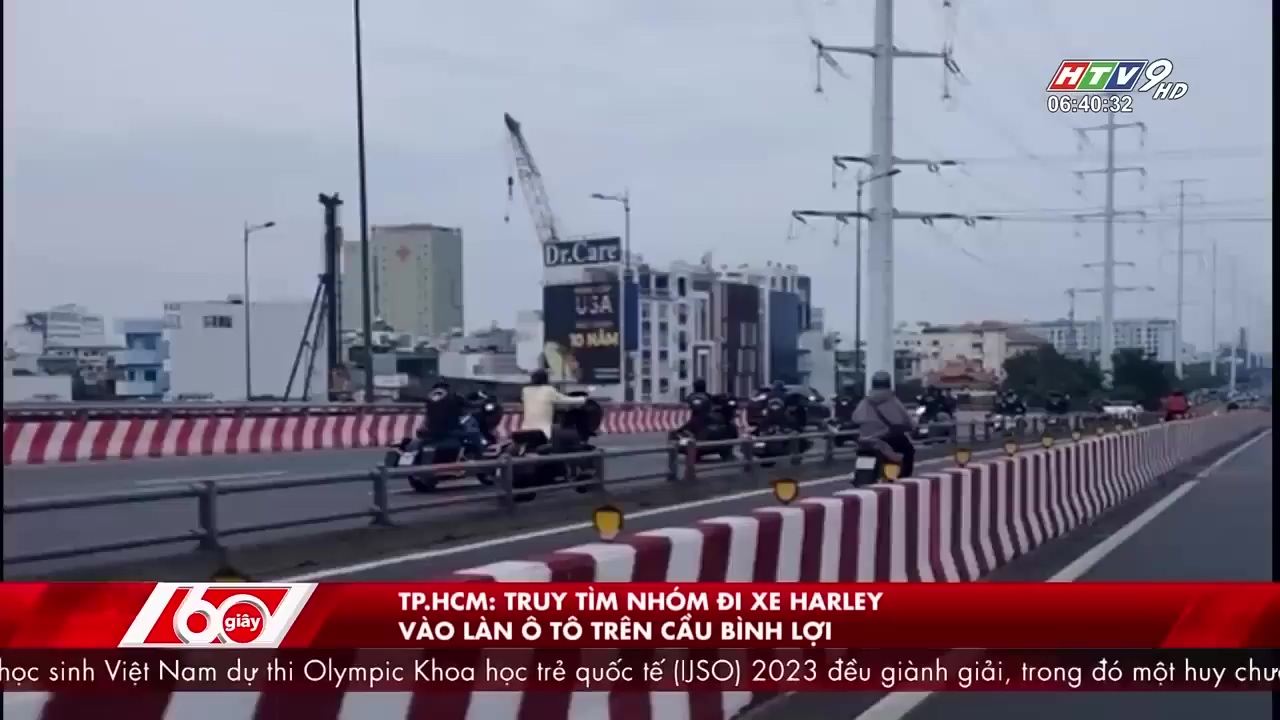 HTV9 HD
06:40:32
Dr.Care
USA
10 NĂM
60 giây
TP.HCM: TRUY TÌM NHÓM ĐI XE HARLEY
VÀO LÀN Ô TÔ TRÊN CẦU BÌNH LỢI
học sinh Việt Nam dự thi Olympic Khoa học trẻ quốc tế (IJSO) 2023 đều giành giải, trong đó một huy chươ